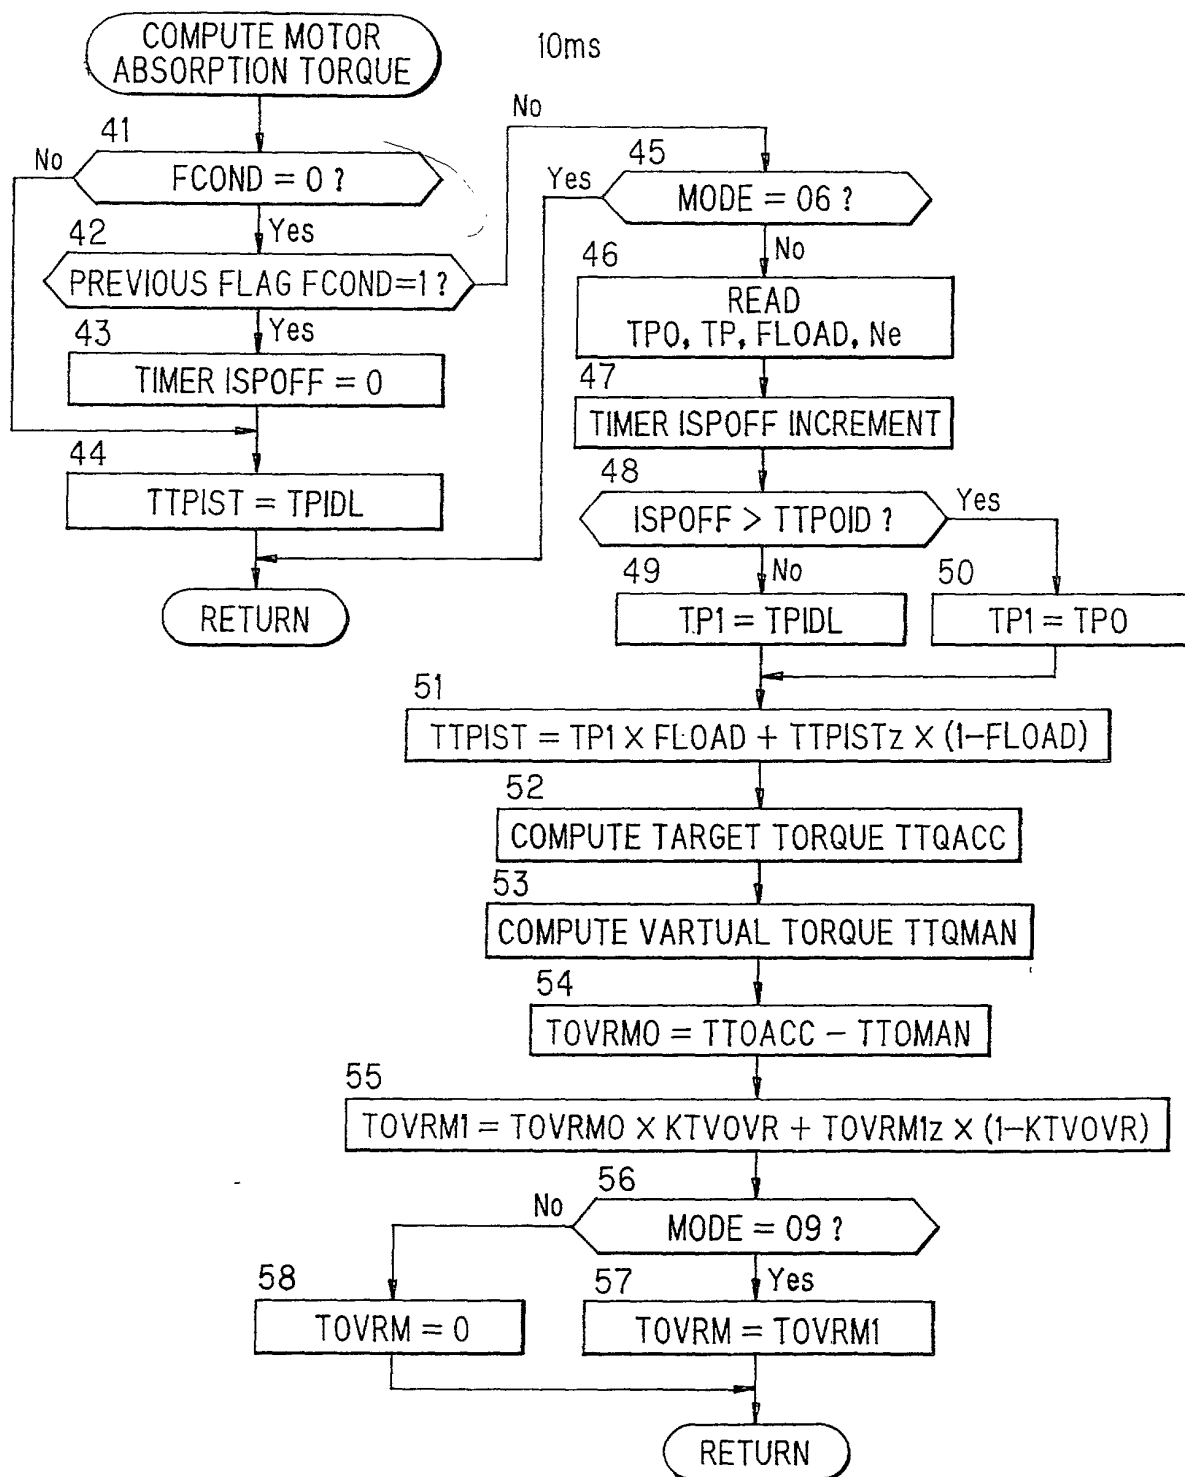 COMPUTE MOTOR
ABSORPTION TORQUE
10ms
41
No
FCOND = 0 ?
Yes
42
PREVIOUS FLAG FCOND=1 ?
No
Yes
43
TIMER ISPOFF = 0
44
TTPIST = TPIDL
RETURN
45
Yes
MODE = 06 ?
No
46
READ
TPO, TP, FLOAD, Ne
47
TIMER ISPOFF INCREMENT
48
ISPOFF > TTPOID ?
Yes
No
49
TP1 = TPIDL
50
TP1 = TPO
51
TTPIST = TP1 X FLOAD + TTPISTz X (1-FLOAD)
52
COMPUTE TARGET TORQUE TTQACC
53
COMPUTE VARTUAL TORQUE TTQMAN
54
TOVRMO = TTOACC - TTOMAN
55
TOVRM1 = TOVRMO X KTVOVR + TOVRM1z X (1-KTVOVR)
56
No
MODE = 09 ?
Yes
58
TOVRM = 0
57
TOVRM = TOVRM1
RETURN